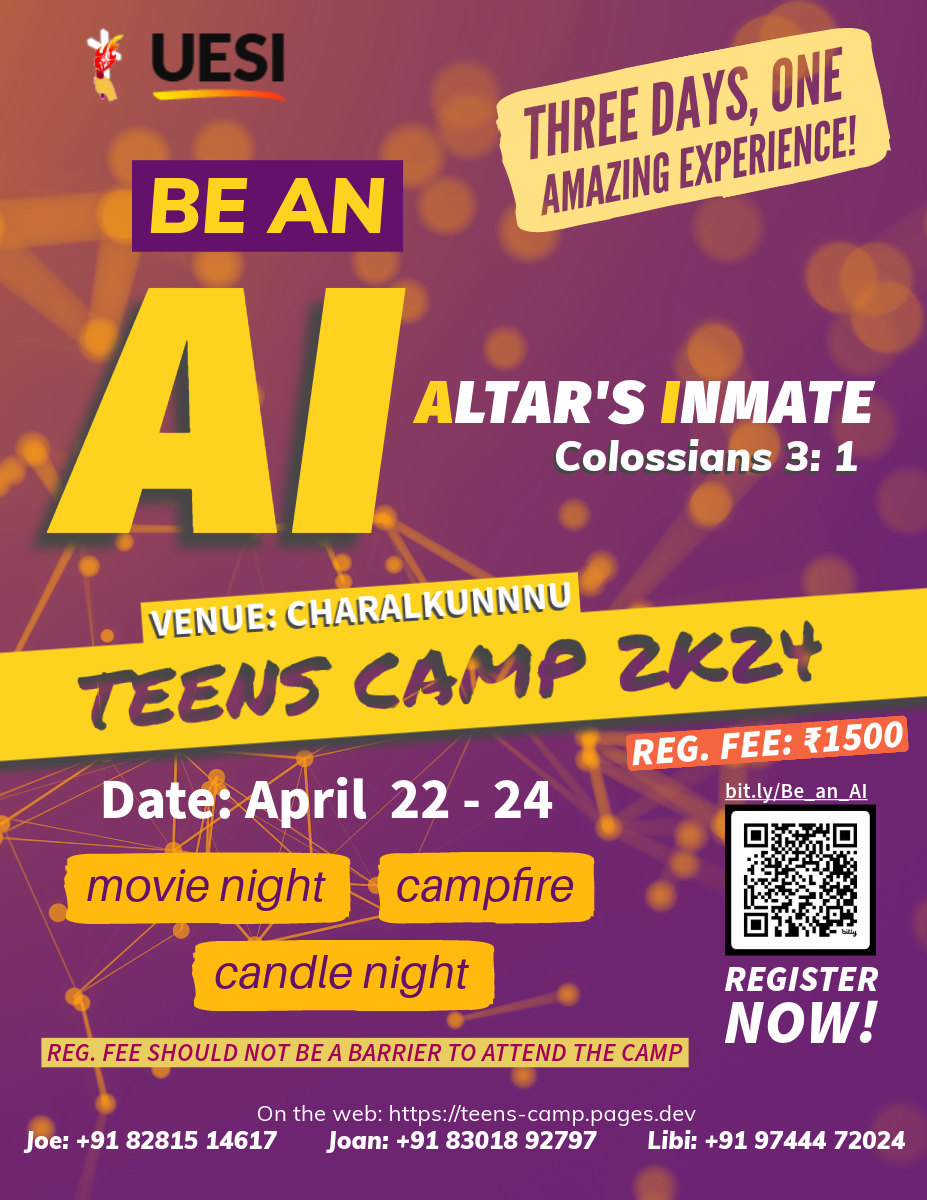 UESI
THREE DAYS, ONE
AMAZING EXPERIENCE!
BE AN
AI
ALTAR'S INMATE
Colossians 3: 1
VENUE: CHARALKUNNNU
TEENS CAMP 2K24
REG. FEE: ₹1500
Date: April 22 - 24
bit.ly/Be_an_AI
movie night
campfire
candle night
bitly
REGISTER
NOW!
REG. FEE SHOULD NOT BE A BARRIER TO ATTEND THE CAMP
On the web: https://teens-camp.pages.dev
Joe: +91 82815 14617 Joan: +91 83018 92797 Libi: +91 97444 72024